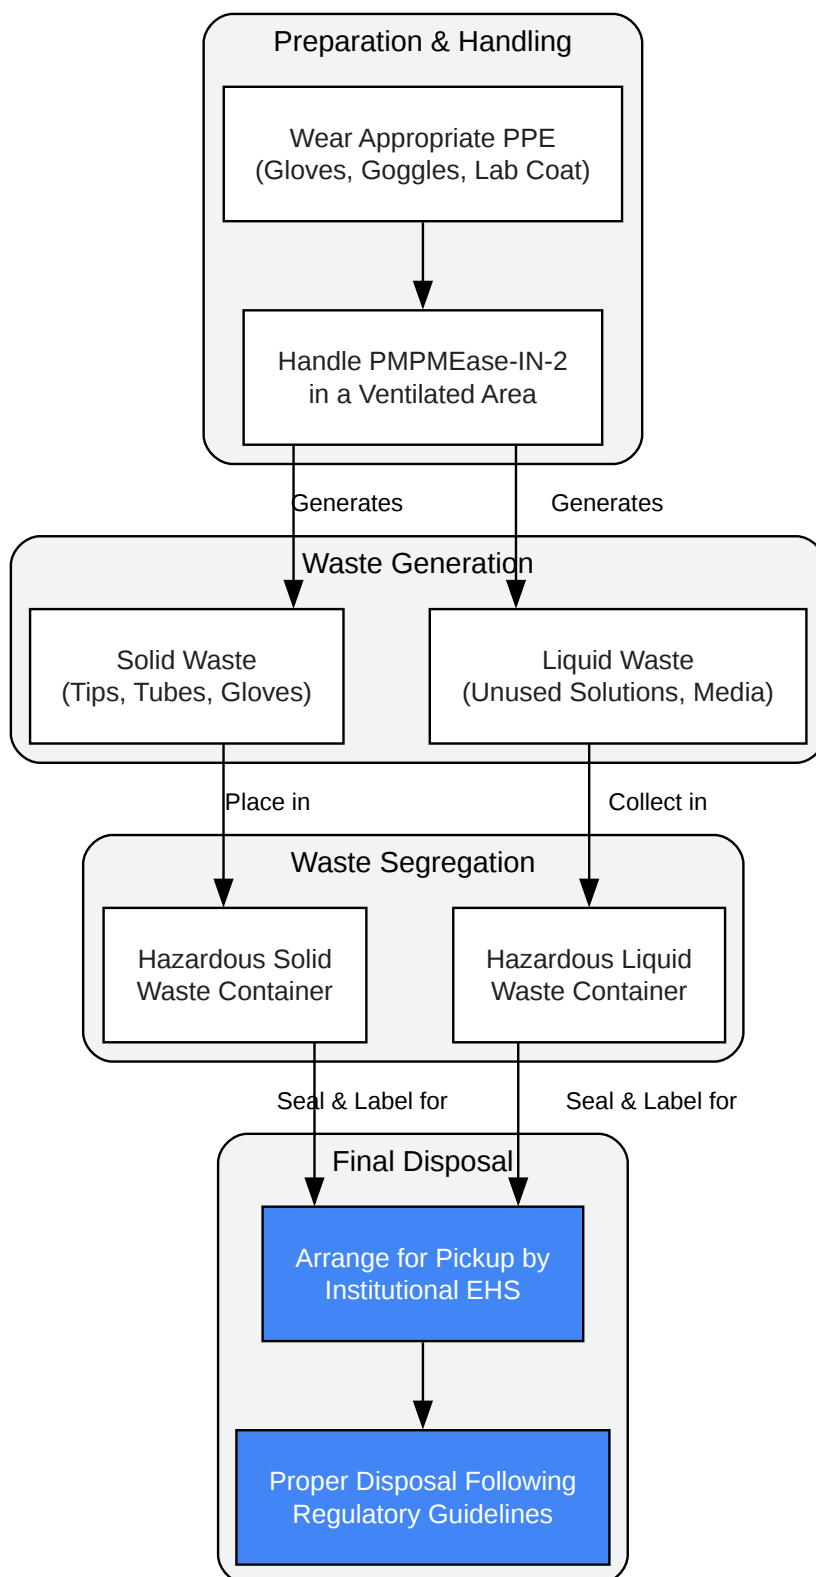 Preparation & Handling
Wear Appropriate PPE
(Gloves, Goggles, Lab Coat)
Handle PMPMEase-IN-2
in a Ventilated Area
Generates
Generates
Waste Generation
Solid Waste
(Tips, Tubes, Gloves)
Liquid Waste
(Unused Solutions, Media)
Place in
Collect in
Waste Segregation
Hazardous Solid
Waste Container
Hazardous Liquid
Waste Container
Seal & Label for
Seal & Label for
Final Disposal
Arrange for Pickup by
Institutional EHS
Proper Disposal Following
Regulatory Guidelines